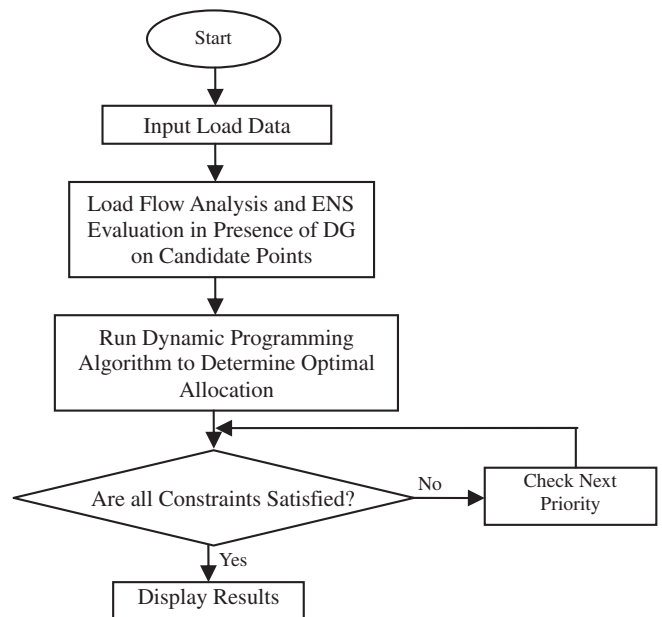 Start
Input Load Data
Load Flow Analysis and ENS
Evaluation in Presence of DG
on Candidate Points
Run Dynamic Programming
Algorithm to Determine Optimal
Allocation
Are all Constraints Satisfied?
No
Check Next
Priority
Yes
Display Results